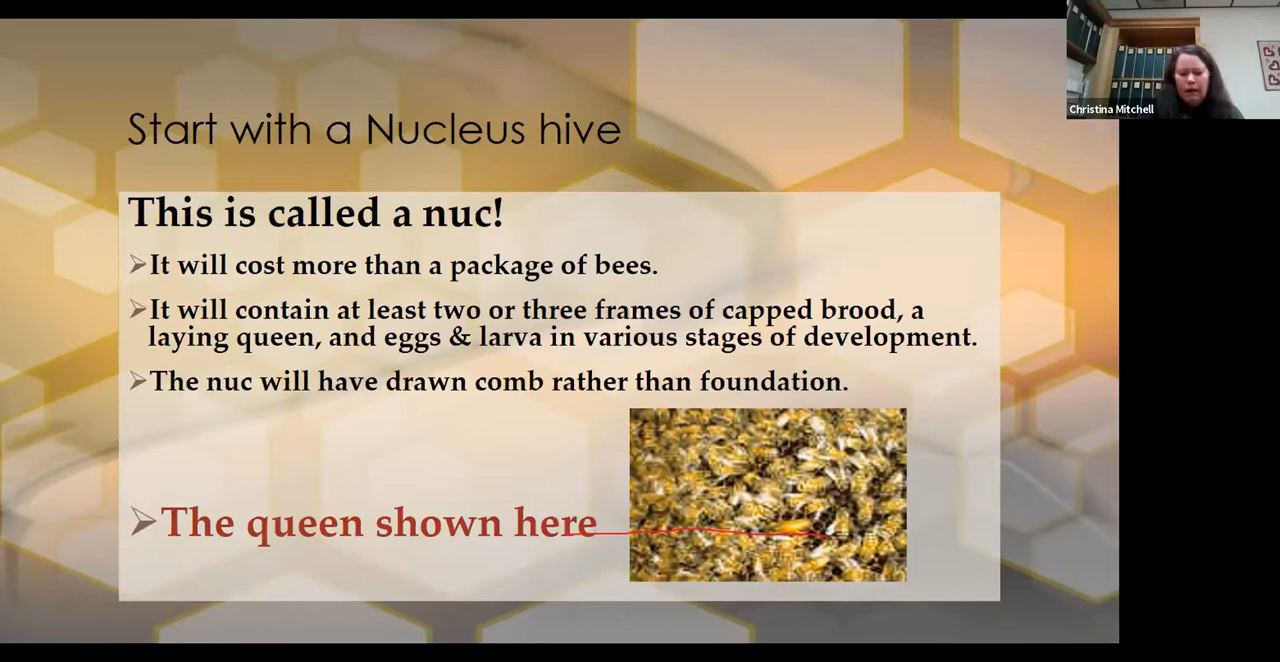 Start with a Nucleus hive
This is called a nuc!
➢It will cost more than a package of bees.
➢It will contain at least two or three frames of capped brood, a
laying queen, and eggs & larva in various stages of development.
➢The nuc will have drawn comb rather than foundation.
➢The queen shown here
Christina Mitchell